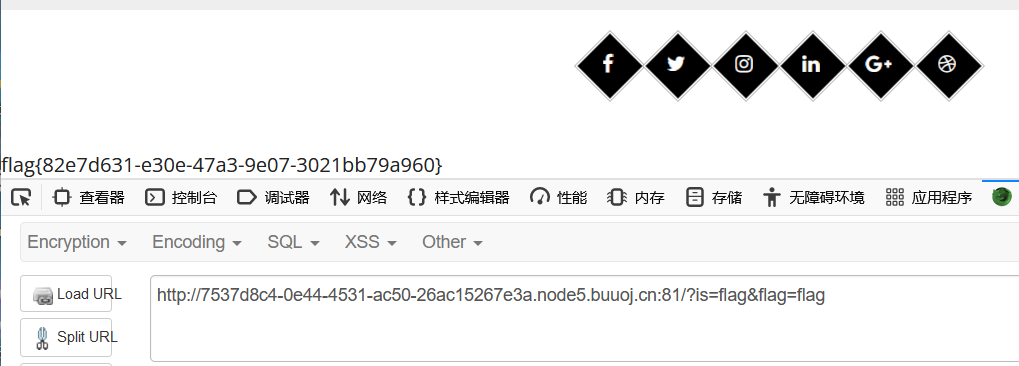 flag{82e7d631-e30e-47a3-9e07-3021bb79a960}
查看器 控制台 调试器 网络 样式编辑器 性能 内存 存储 无障碍环境 应用程序
Encryption Encoding SQL XSS Other
Load URL
http://7537d8c4-0e44-4531-ac50-26ac15267e3a.node5.buuoj.cn:81/?is=flag&flag=flag
Split URL